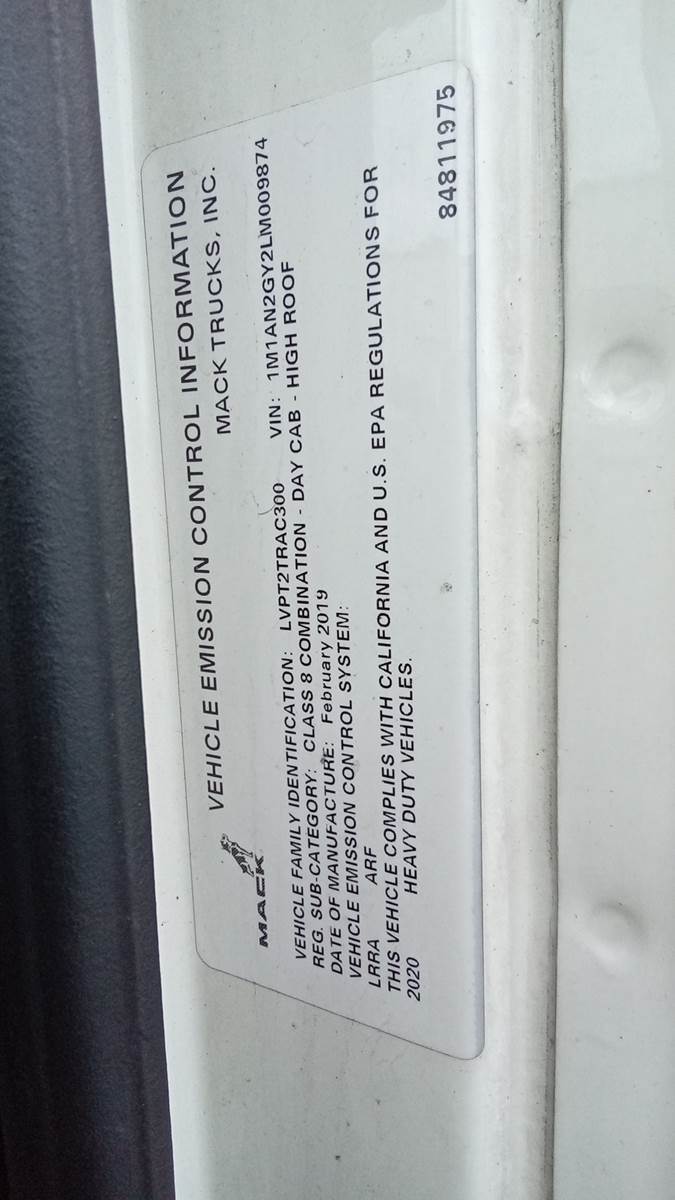 VEHICLE EMISSION CONTROL INFORMATION
MACK TRUCKS, INC.
MACK
VEHICLE FAMILY IDENTIFICATION: LVPT2TRAC300 VIN: 1M1AN2GY2LM009874
REG. SUB-CATEGORY: CLASS 8 COMBINATION - DAY CAB - HIGH ROOF
DATE OF MANUFACTURE: February 2019
VEHICLE EMISSION CONTROL SYSTEM:
LRRA ARF
THIS VEHICLE COMPLIES WITH CALIFORNIA AND U.S. EPA REGULATIONS FOR
2020 HEAVY DUTY VEHICLES.
84811975